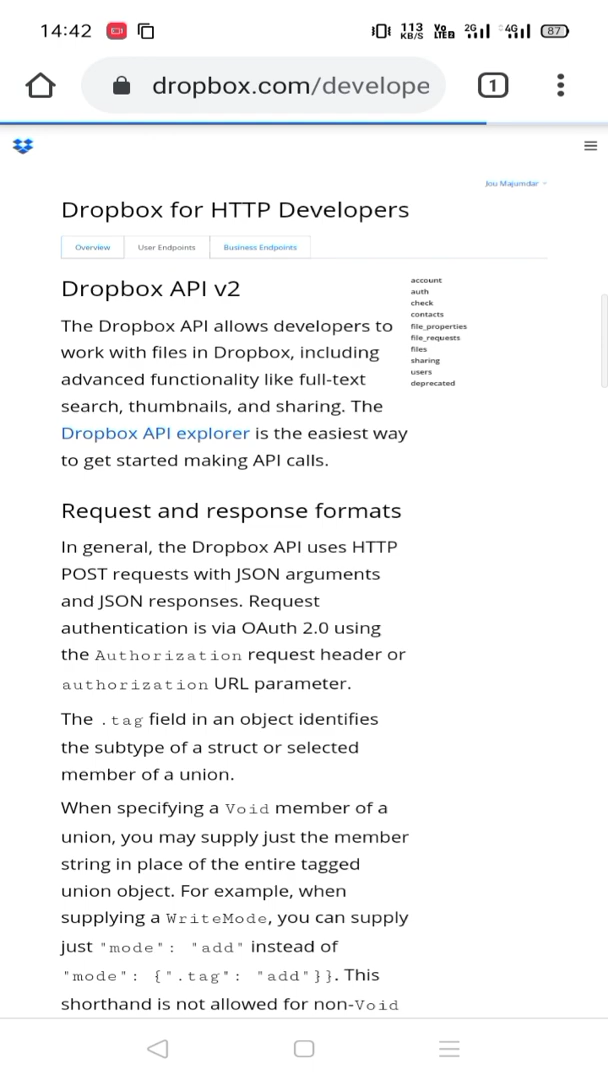 14:42 113 KB/S Vo LTE2 2G 4G 87
dropbox.com/develope 1
Jou Majumdar
Dropbox for HTTP Developers
Overview User Endpoints Business Endpoints
Dropbox API v2
The Dropbox API allows developers to
work with files in Dropbox, including
advanced functionality like full-text
search, thumbnails, and sharing. The
Dropbox API explorer is the easiest way
to get started making API calls.
account
auth
check
contacts
file_properties
file_requests
files
sharing
users
deprecated
Request and response formats
In general, the Dropbox API uses HTTP
POST requests with JSON arguments
and JSON responses. Request
authentication is via OAuth 2.0 using
the Authorization request header or
authorization URL parameter.
The .tag field in an object identifies
the subtype of a struct or selected
member of a union.
When specifying a Void member of a
union, you may supply just the member
string in place of the entire tagged
union object. For example, when
supplying a WriteMode, you can supply
just "mode": "add" instead of
"mode": {".tag": "add"}}. This
shorthand is not allowed for non-Void